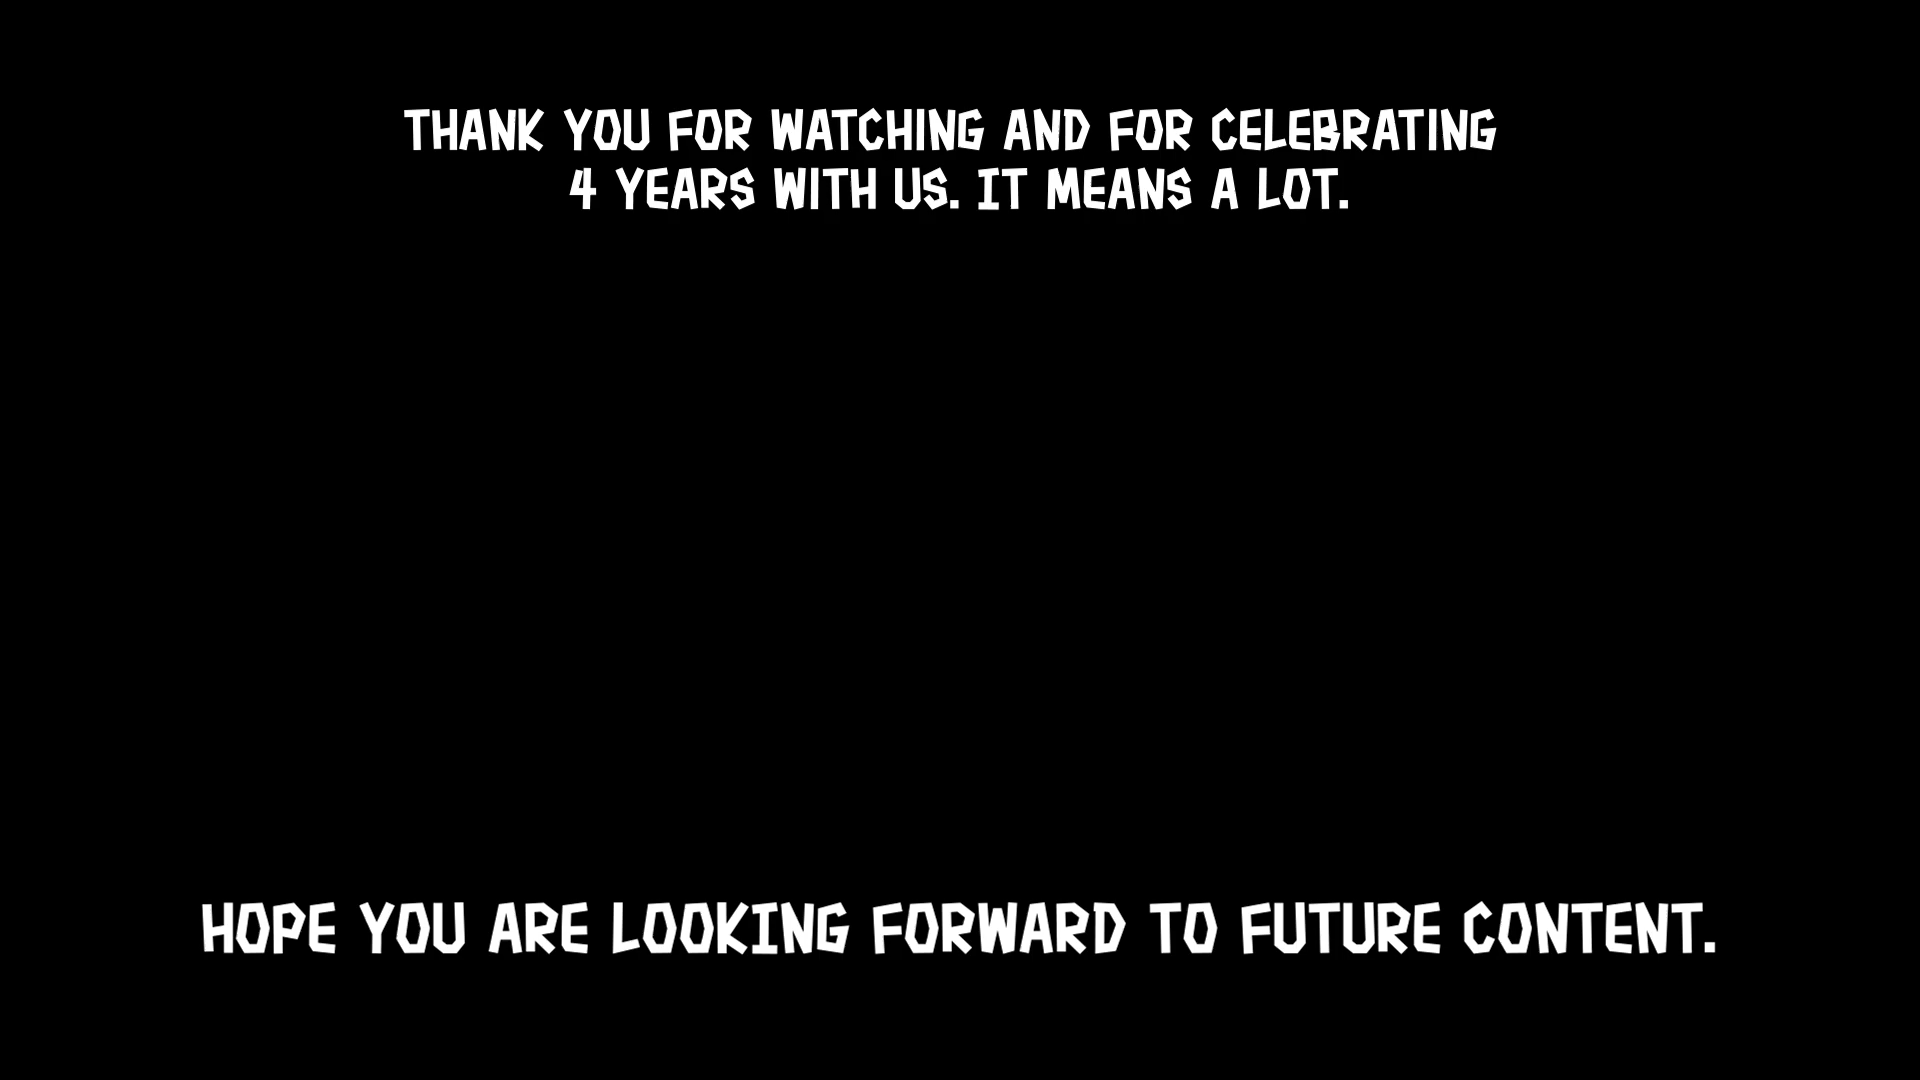 THANK YOU FOR WATCHING AND FOR CELEBRATING
4 YEARS WITH US. IT MEANS A LOT.
HOPE YOU ARE LOOKING FORWARD TO FUTURE CONTENT.